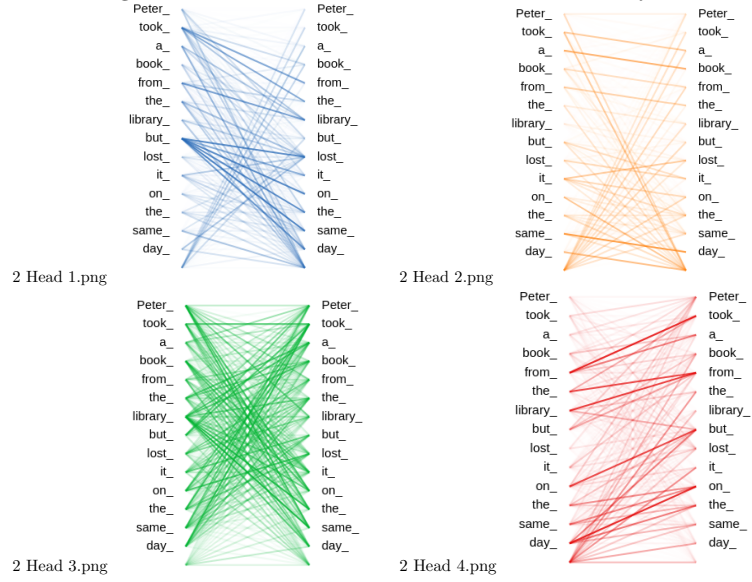 Peter_ Peter_
took_ took_
a_ a_
book_ book_
from_ from_
the_ the_
library_ library_
but_ but_
lost_ lost_
it_ it_
on_ on_
the_ the_
same_ same_
day_ day_
2 Head 1.png
Peter_ Peter_
took_ took_
a_ a_
book_ book_
from_ from_
the_ the_
library_ library_
but_ but_
lost_ lost_
it_ it_
on_ on_
the_ the_
same_ same_
day_ day_
2 Head 2.png
Peter_ Peter_
took_ took_
a_ a_
book_ book_
from_ from_
the_ the_
library_ library_
but_ but_
lost_ lost_
it_ it_
on_ on_
the_ the_
same_ same_
day_ day_
2 Head 3.png
Peter_ Peter_
took_ took_
a_ a_
book_ book_
from_ from_
the_ the_
library_ library_
but_ but_
lost_ lost_
it_ it_
on_ on_
the_ the_
same_ same_
day_ day_
2 Head 4.png